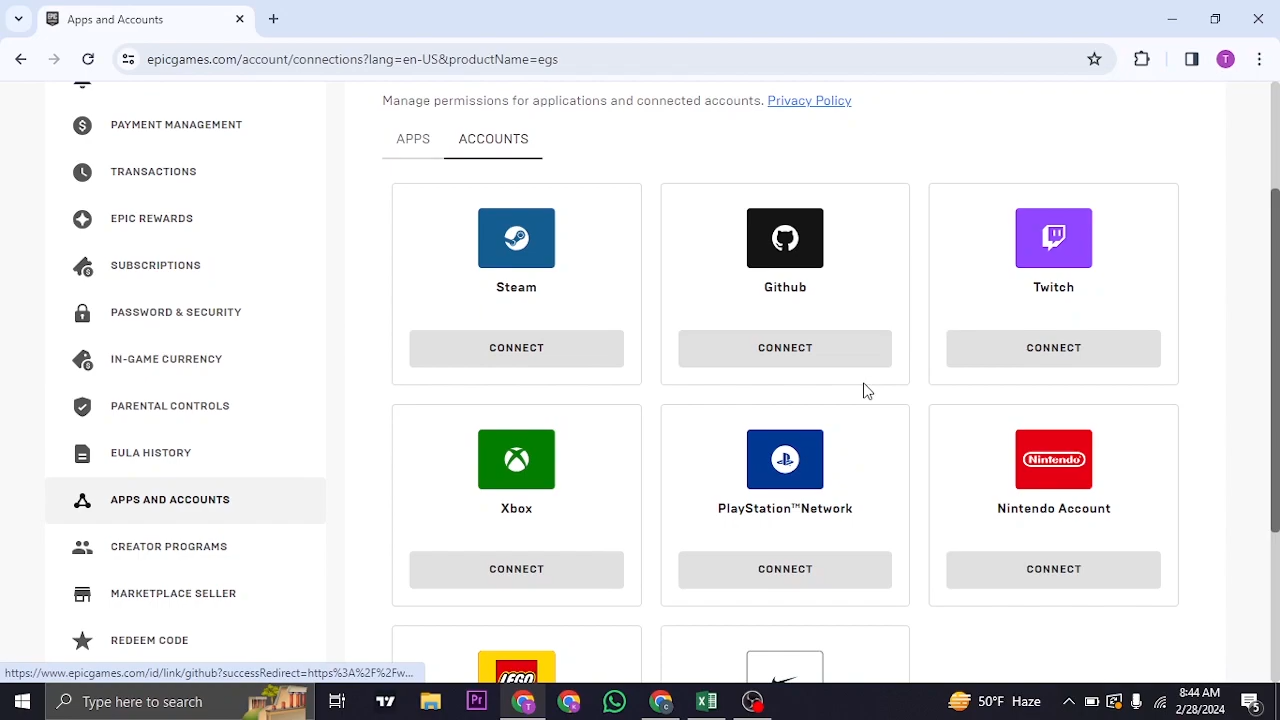 Apps and Accounts
epicgames.com/account/connections?lang=en-US&productName=egs
T
Manage permissions for applications and connected accounts. Privacy Policy
APPS ACCOUNTS
PAYMENT MANAGEMENT
TRANSACTIONS
EPIC REWARDS
SUBSCRIPTIONS
PASSWORD & SECURITY
IN-GAME CURRENCY
PARENTAL CONTROLS
EULA HISTORY
APPS AND ACCOUNTS
CREATOR PROGRAMS
MARKETPLACE SELLER
REDEEM CODE
Steam
CONNECT
Github
CONNECT
Twitch
CONNECT
Xbox
CONNECT
PlayStation™Network
CONNECT
Nintendo
Nintendo Account
CONNECT
LEGO
https://www.epicgames.com/id/link/github?successRedirect=https%3A%2F%2Fw...
Type here to search
Pr
50°F Haze
8:44 AM
2/28/2024
5